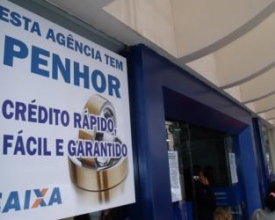 ESTA AGÊNCIA TEM
PENHOR
CRÉDITO RÁPIDO,
FÁCIL E GARANTIDO
CAIXA